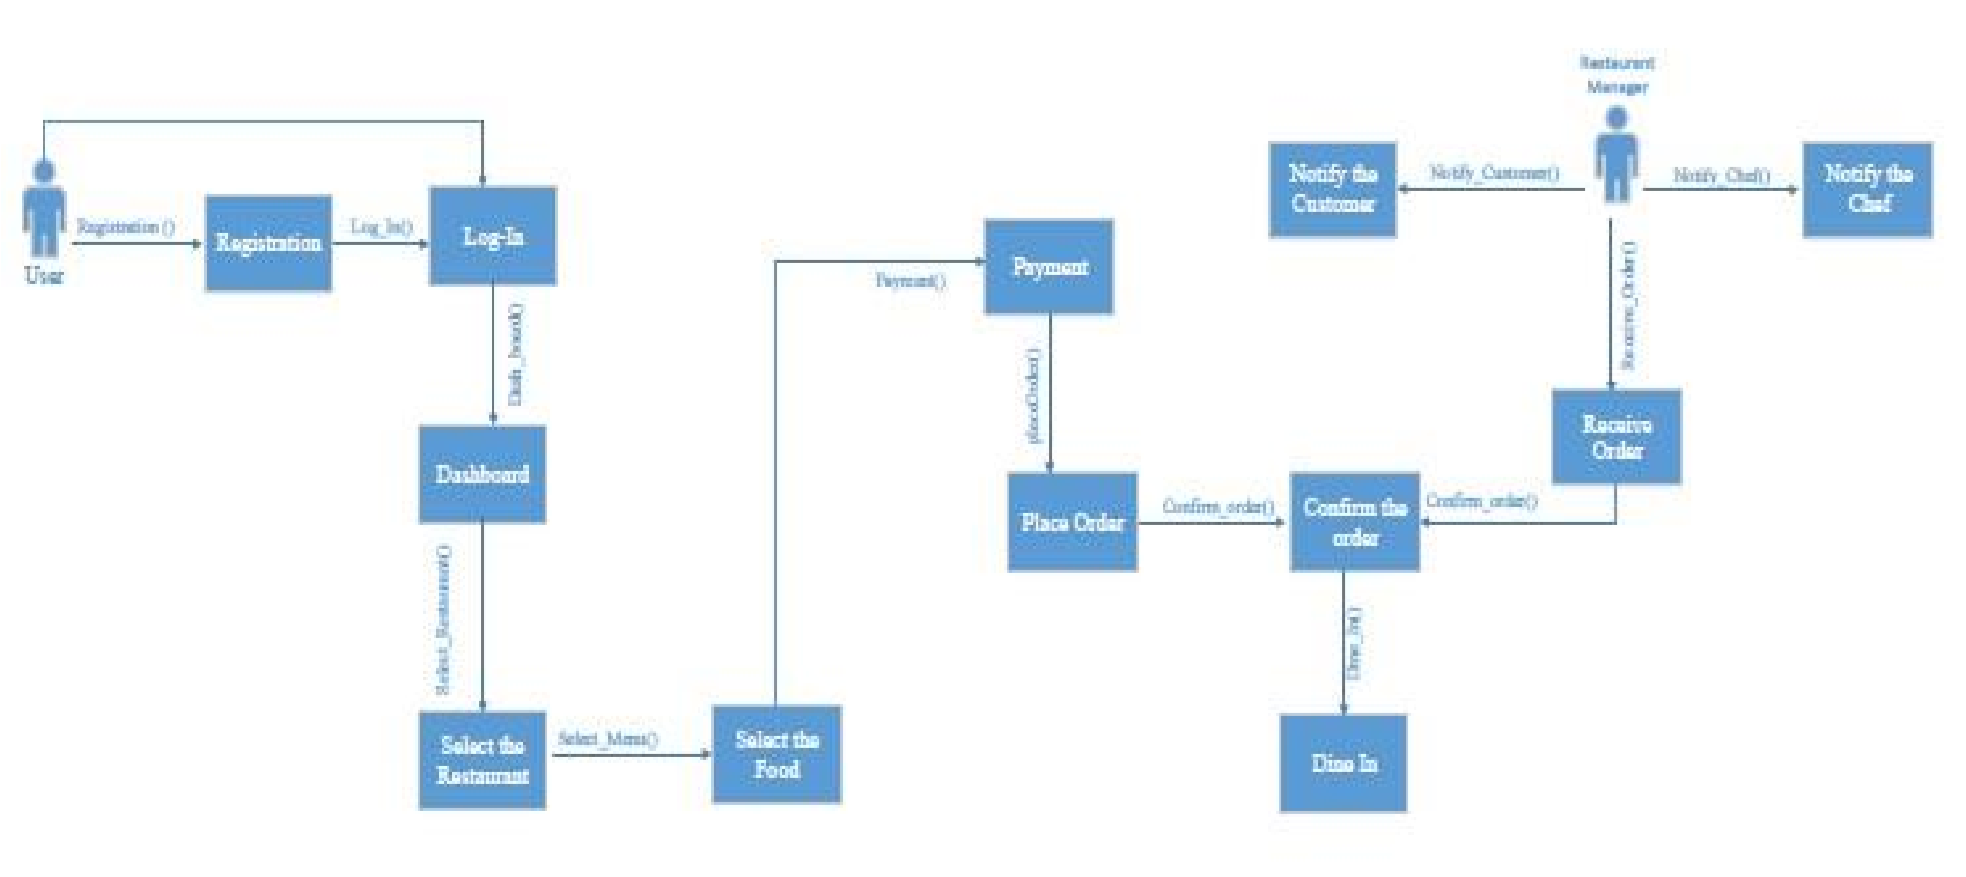 Restaurent
Manager
Notify the
Customer
Notify_Customer()
Notify_Chef()
Notify the
Chef
User
Registration ()
Registration
Log_In()
Log-In
Payment()
Payment
Receive_Order()
Dash_board()
placeOrder()
Receive
Order
Dashboard
Place Order
Confirm_order()
Confirm the
order
Confirm_order()
Select_Restaurant()
Dine_In()
Select the
Restaurant
Select_Menu()
Select the
Food
Dine In